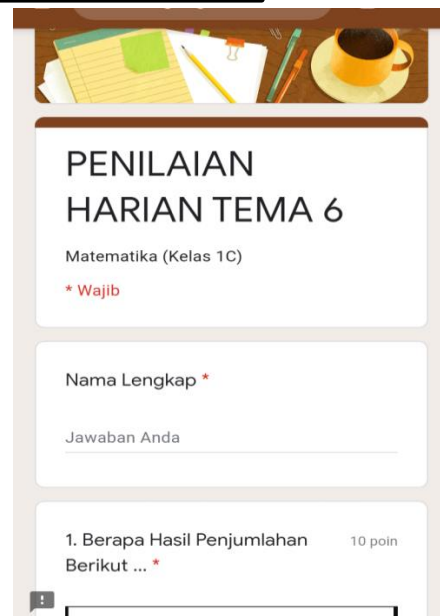 PENILAIAN
HARIAN TEMA 6
Matematika (Kelas 1C)
* Wajib
Nama Lengkap *
Jawaban Anda
1. Berapa Hasil Penjumlahan 10 poin
Berikut ... *